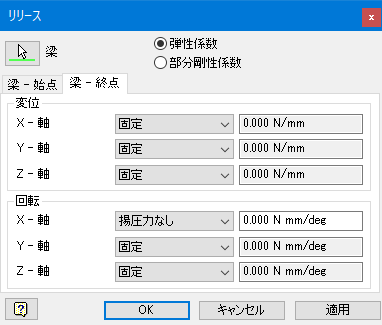 リリース
x
梁
弾性係数
部分剛性係数
梁 - 始点 梁 - 終点
変位
X - 軸 固定 0.000 N/mm
Y - 軸 固定 0.000 N/mm
Z - 軸 固定 0.000 N/mm
回転
X - 軸 揚圧力なし 0.000 N mm/deg
Y - 軸 固定 0.000 N mm/deg
Z - 軸 固定 0.000 N mm/deg
? OK キャンセル 適用